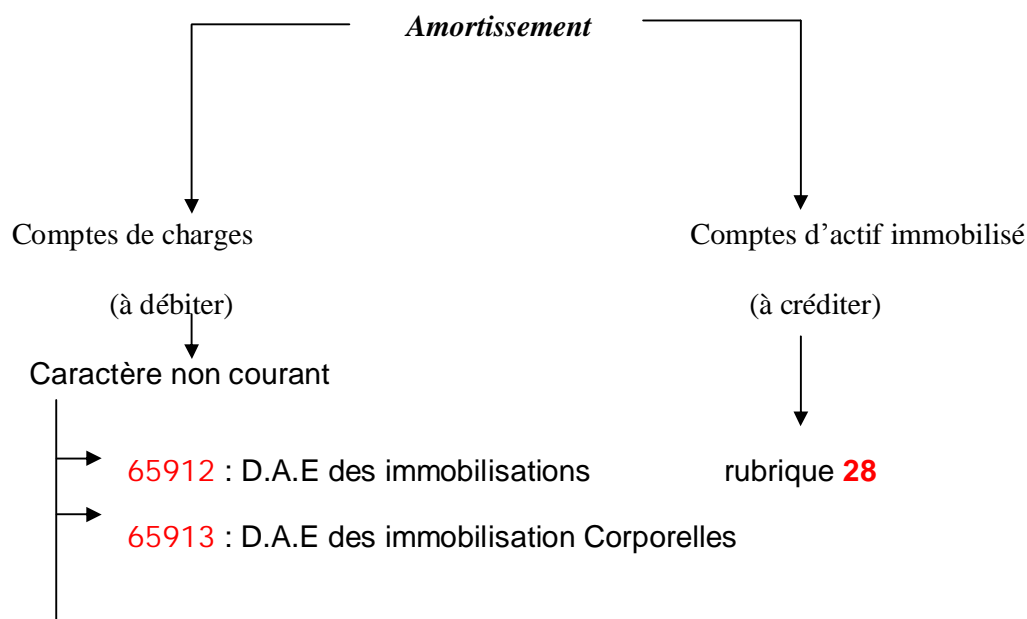 Amortissement
Comptes de charges
Comptes d’actif immobilisé
(à débiter)
(à créditer)
Caractère non courant
65912 : D.A.E des immobilisations
rubrique 28
65913 : D.A.E des immobilisation Corporelles